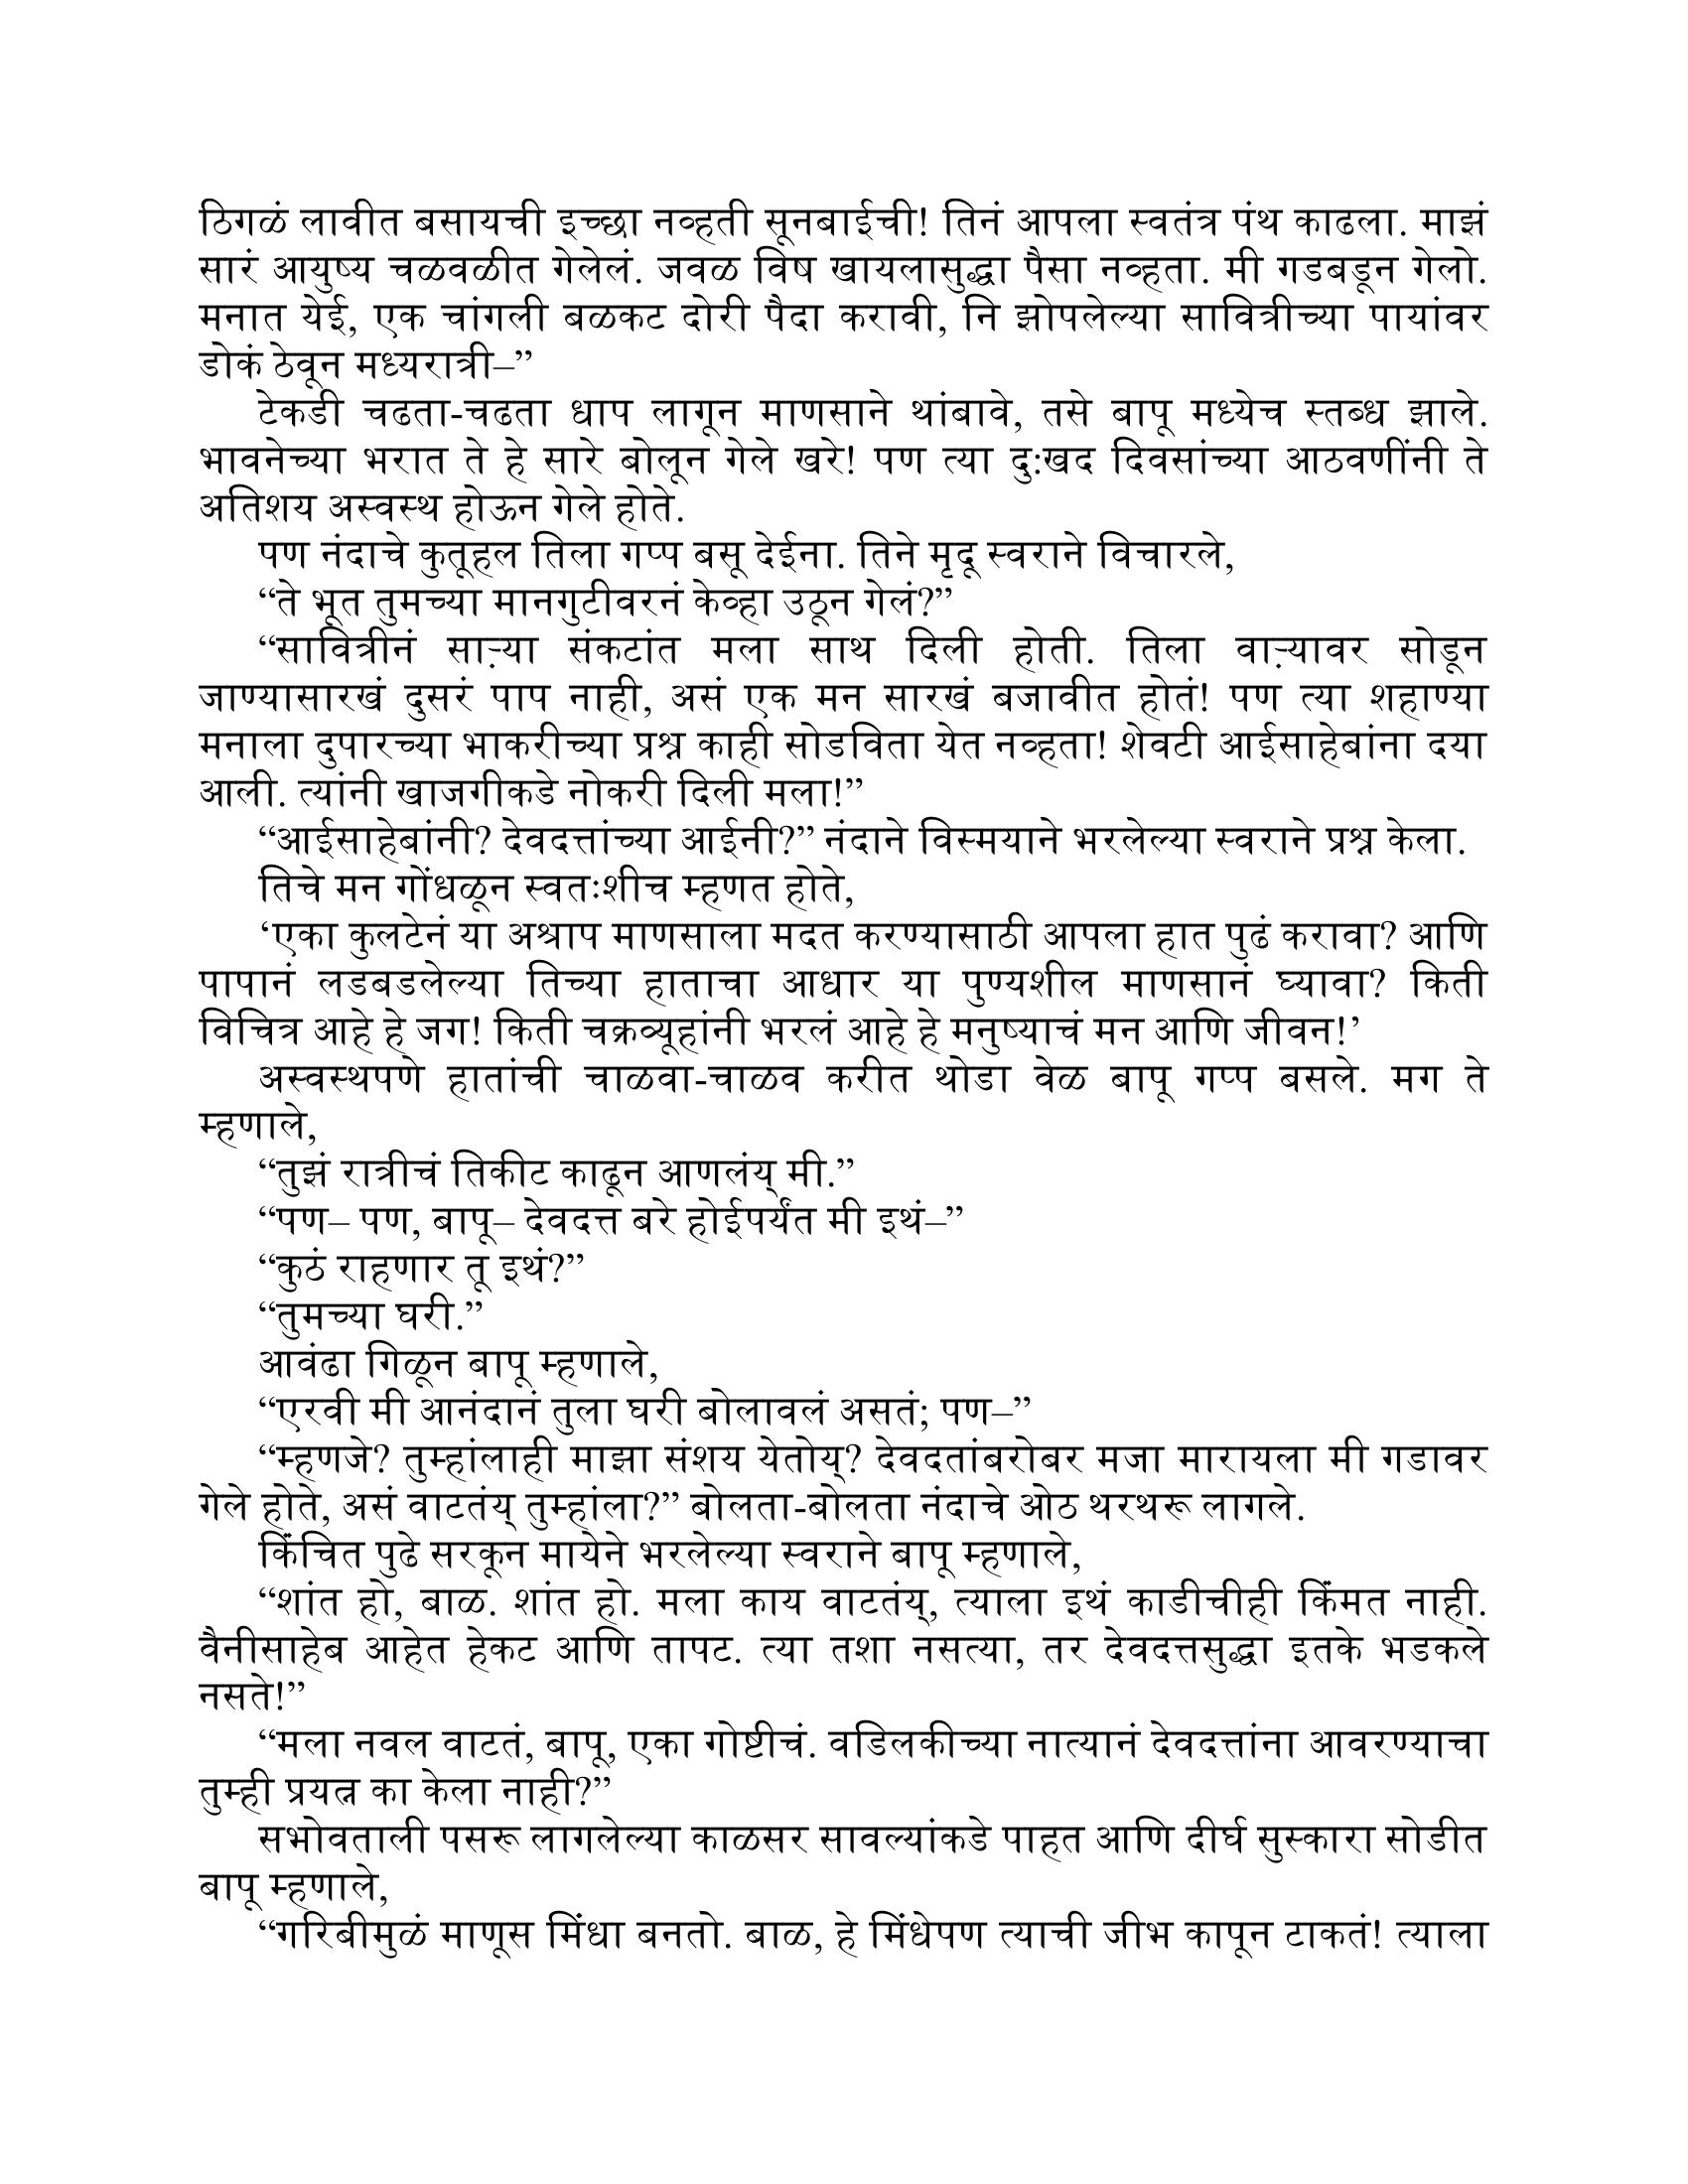 ठिगळं लावीत बसायची इच्छा नव्हती सूनबाईची! तिनं आपला स्वतंत्र पंथ काढला. माझं
सारं आयुष्य चळवळीत गेलेलं. जवळ विष खायलासुद्धा पैसा नव्हता. मी गडबडून गेलो.
मनात येई, एक चांगली बळकट दोरी पैदा करावी, नि झोपलेल्या सावित्रीच्या पायांवर
डोकं ठेवून मध्यरात्री–”
टेकडी चढता-चढता धाप लागून माणसाने थांबावे, तसे बापू मध्येच स्तब्ध झाले.
भावनेच्या भरात ते हे सारे बोलून गेले खरे! पण त्या दुःखद दिवसांच्या आठवणींनी ते
अतिशय अस्वस्थ होऊन गेले होते.
पण नंदाचे कुतूहल तिला गप्प बसू देईना. तिने मृदू स्वराने विचारले,
“ते भूत तुमच्या मानगुटीवरनं केव्हा उठून गेलं?”
“सावित्रीनं साऱ्या संकटांत मला साथ दिली होती. तिला वाऱ्यावर सोडून
जाण्यासारखं दुसरं पाप नाही, असं एक मन सारखं बजावीत होतं! पण त्या शहाण्या
मनाला दुपारच्या भाकरीच्या प्रश्न काही सोडविता येत नव्हता! शेवटी आईसाहेबांना दया
आली. त्यांनी खाजगीकडे नोकरी दिली मला!”
“आईसाहेबांनी? देवदत्तांच्या आईनी?” नंदाने विस्मयाने भरलेल्या स्वराने प्रश्न केला.
तिचे मन गोंधळून स्वतःशीच म्हणत होते,
‘एका कुलटेनं या अश्राप माणसाला मदत करण्यासाठी आपला हात पुढं करावा? आणि
पापानं लडबडलेल्या तिच्या हाताचा आधार या पुण्यशील माणसानं घ्यावा? किती
विचित्र आहे हे जग! किती चक्रव्यूहांनी भरलं आहे हे मनुष्याचं मन आणि जीवन!’
अस्वस्थपणे हातांची चाळवा-चाळव करीत थोडा वेळ बापू गप्प बसले. मग ते
म्हणाले,
“तुझं रात्रीचं तिकीट काढून आणलंय् मी.”
“पण– पण, बापू– देवदत्त बरे होईपर्यंत मी इथं–”
“कुठं राहणार तू इथं?”
“तुमच्या घरी.”
आवंढा गिळून बापू म्हणाले,
“एरवी मी आनंदानं तुला घरी बोलावलं असतं; पण–”
“म्हणजे? तुम्हांलाही माझा संशय येतोय्? देवदतांबरोबर मजा मारायला मी गडावर
गेले होते, असं वाटतंय् तुम्हांला?” बोलता-बोलता नंदाचे ओठ थरथरू लागले.
किंचित पुढे सरकून मायेने भरलेल्या स्वराने बापू म्हणाले,
“शांत हो, बाळ. शांत हो. मला काय वाटतंय्, त्याला इथं काडीचीही किंमत नाही.
वैनीसाहेब आहेत हेकट आणि तापट. त्या तशा नसत्या, तर देवदत्तसुद्धा इतके भडकले
नसते!”
“मला नवल वाटतं, बापू, एका गोष्टीचं. वडिलकीच्या नात्यानं देवदत्तांना आवरण्याचा
तुम्ही प्रयत्न का केला नाही?”
सभोवताली पसरू लागलेल्या काळसर सावल्यांकडे पाहत आणि दीर्घ सुस्कारा सोडीत
बापू म्हणाले,
“गरिबीमुळं माणूस मिंधा बनतो. बाळ, हे मिंधेपण त्याची जीभ कापून टाकतं! त्याला